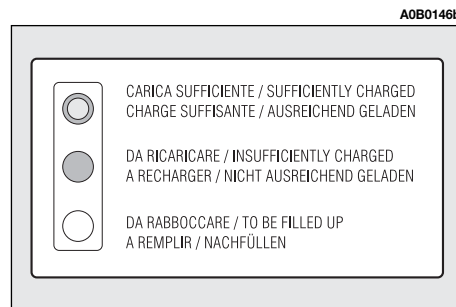 A0B0146b
CARICA SUFFICIENTE / SUFFICIENTLY CHARGED
CHARGE SUFFISANTE / AUSREICHEND GELADEN
DA RICARICARE / INSUFFICIENTLY CHARGED
A RECHARGER / NICHT AUSREICHEND GELADEN
DA RABBOCCARE / TO BE FILLED UP
A REMPLIR / NACHFÜLLEN